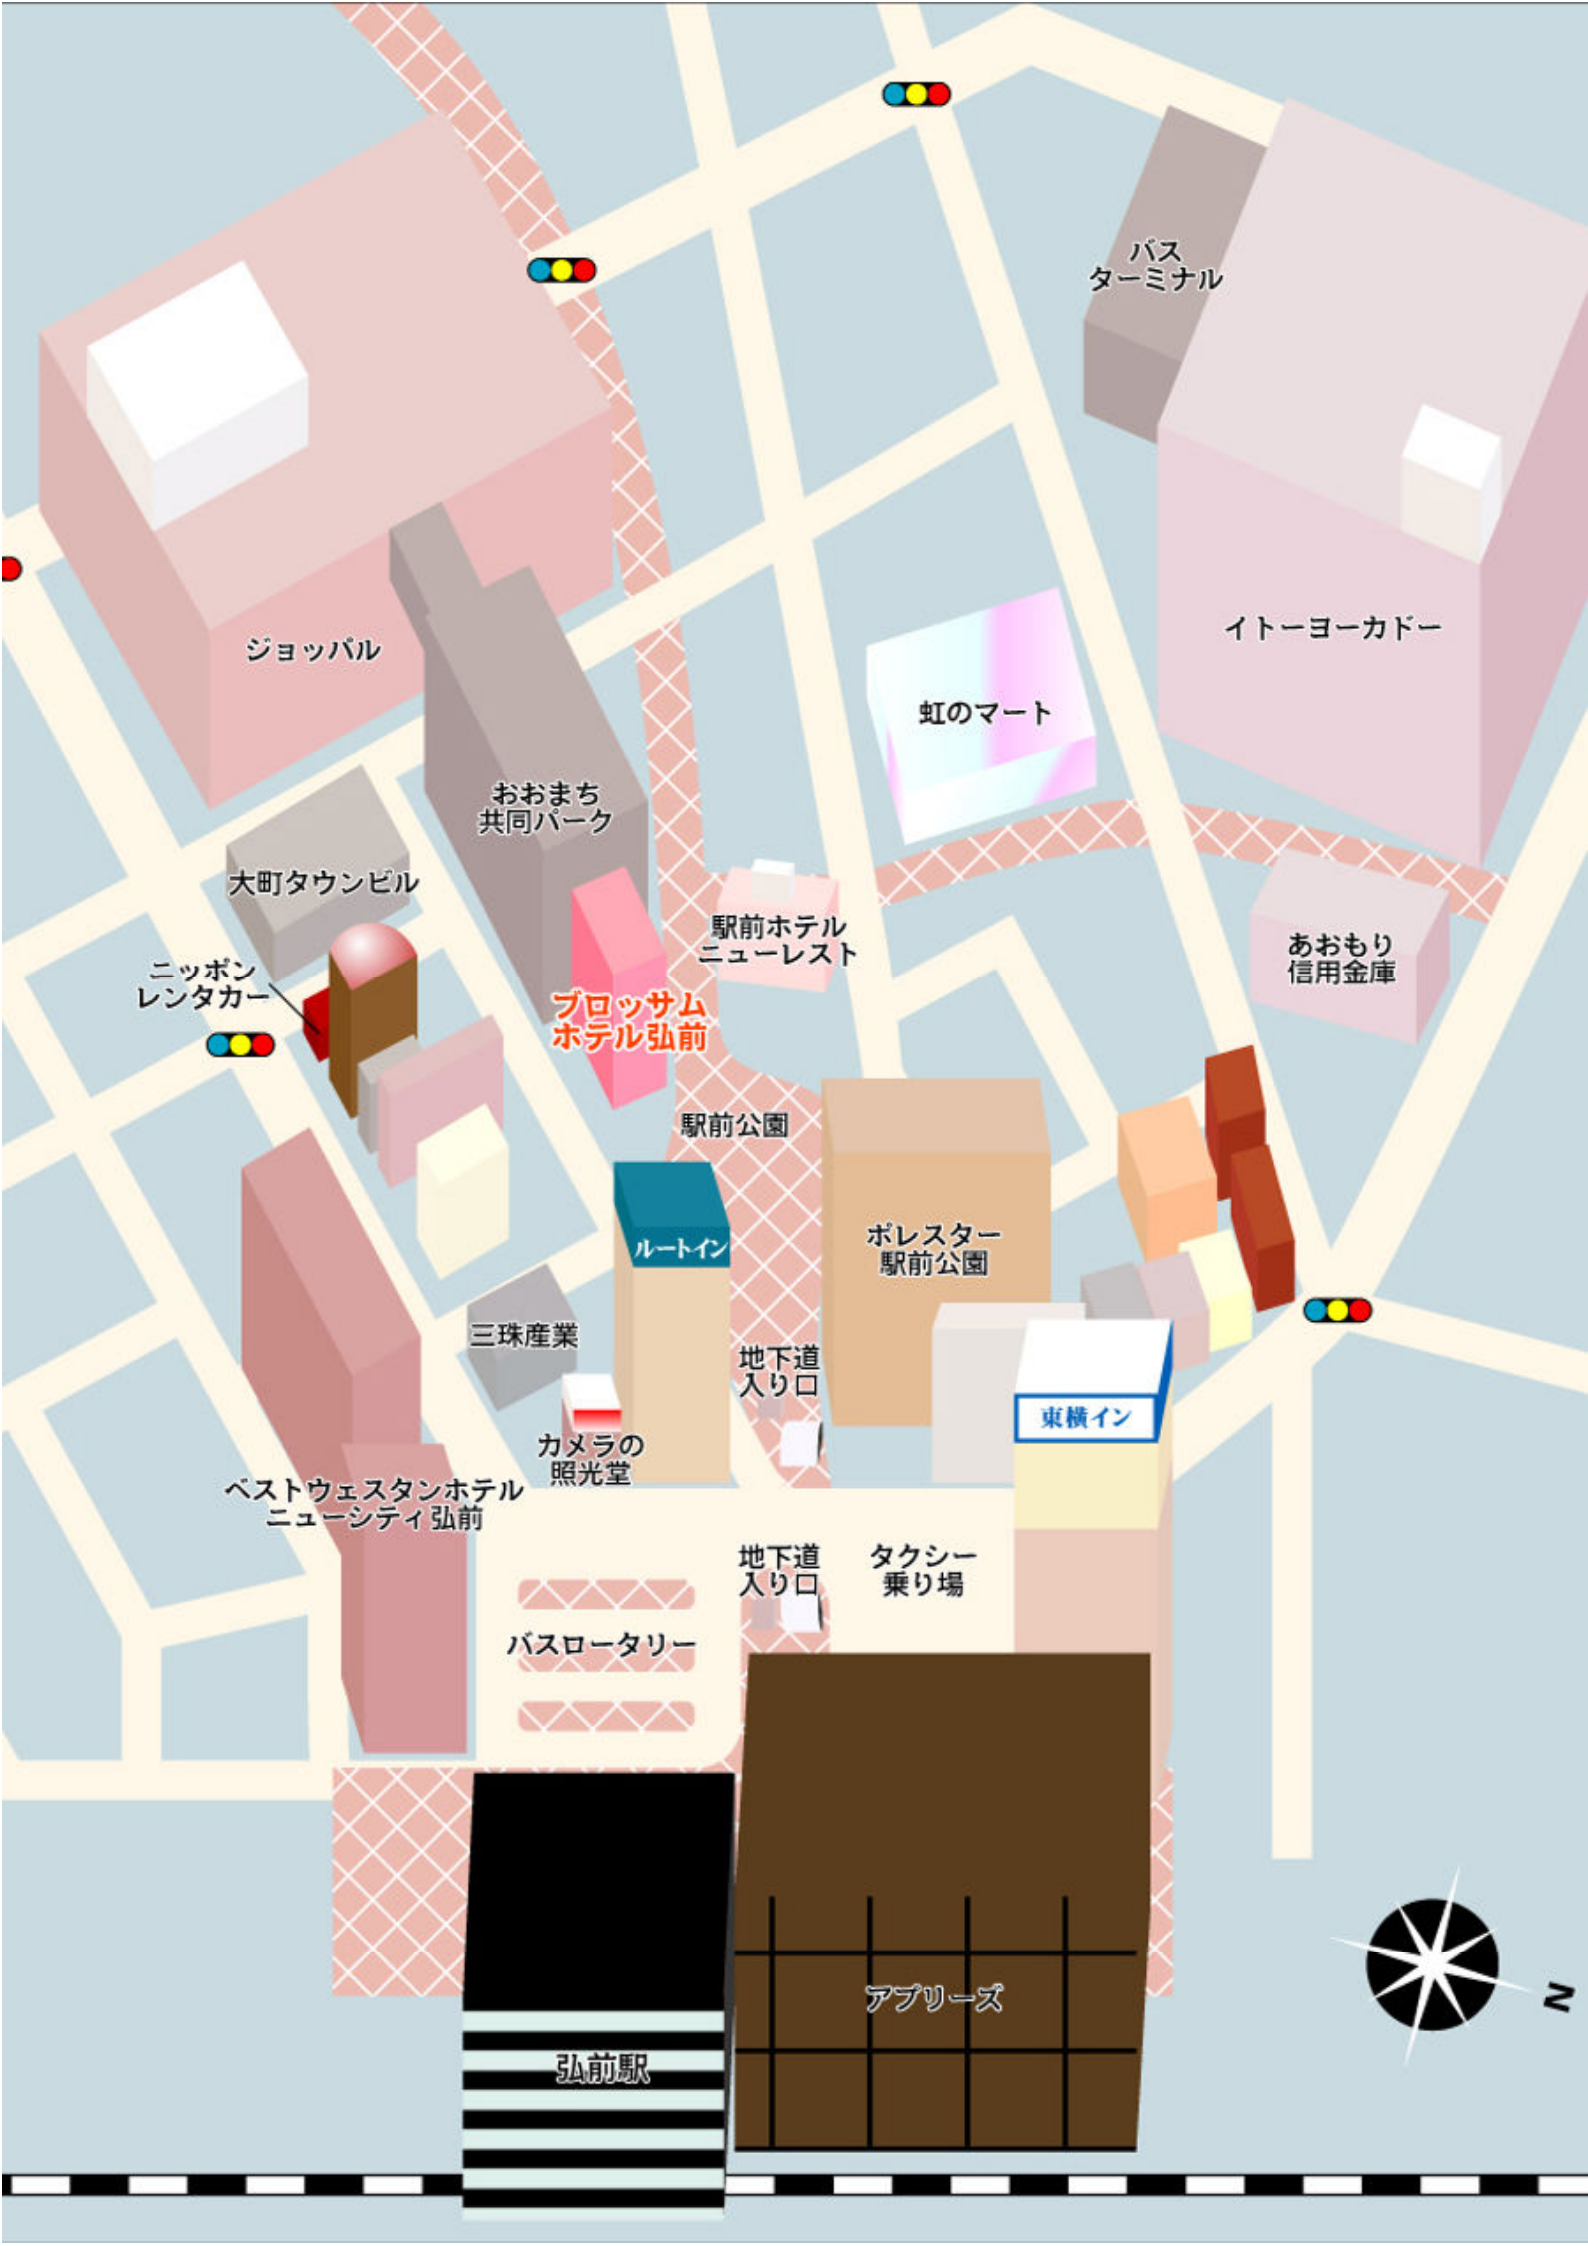 バス
ターミナル
イトーヨーカドー
ジョッパル
虹のマート
おおまち
共同パーク
大町タウンビル
駅前ホテル
ニューレスト
あおもり
信用金庫
ニッポン
レンタカー
ブロッサム
ホテル弘前
駅前公園
ルートイン
ポレスター
駅前公園
三珠産業
地下道
入り口
東横イン
カメラの
照光堂
ベストウェスタンホテル
ニューシティ弘前
地下道
入り口
タクシー
乗り場
バスロータリー
アプリーズ
N
弘前駅